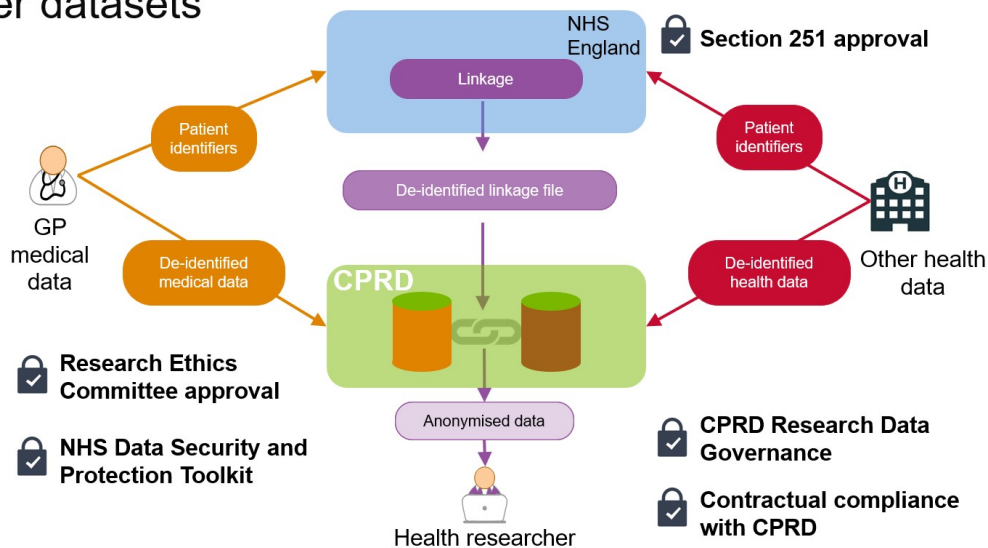 er datasets
NHS
England
Section 251 approval
Linkage
Patient
identifiers
Patient
identifiers
De-identified linkage file
H
GP
medical
data
De-identified
medical data
De-identified
health data
Other health
data
CPRD
Research Ethics
Committee approval
Anonymised data
CPRD Research Data
Governance
NHS Data Security and
Protection Toolkit
Contractual compliance
with CPRD
Health researcher